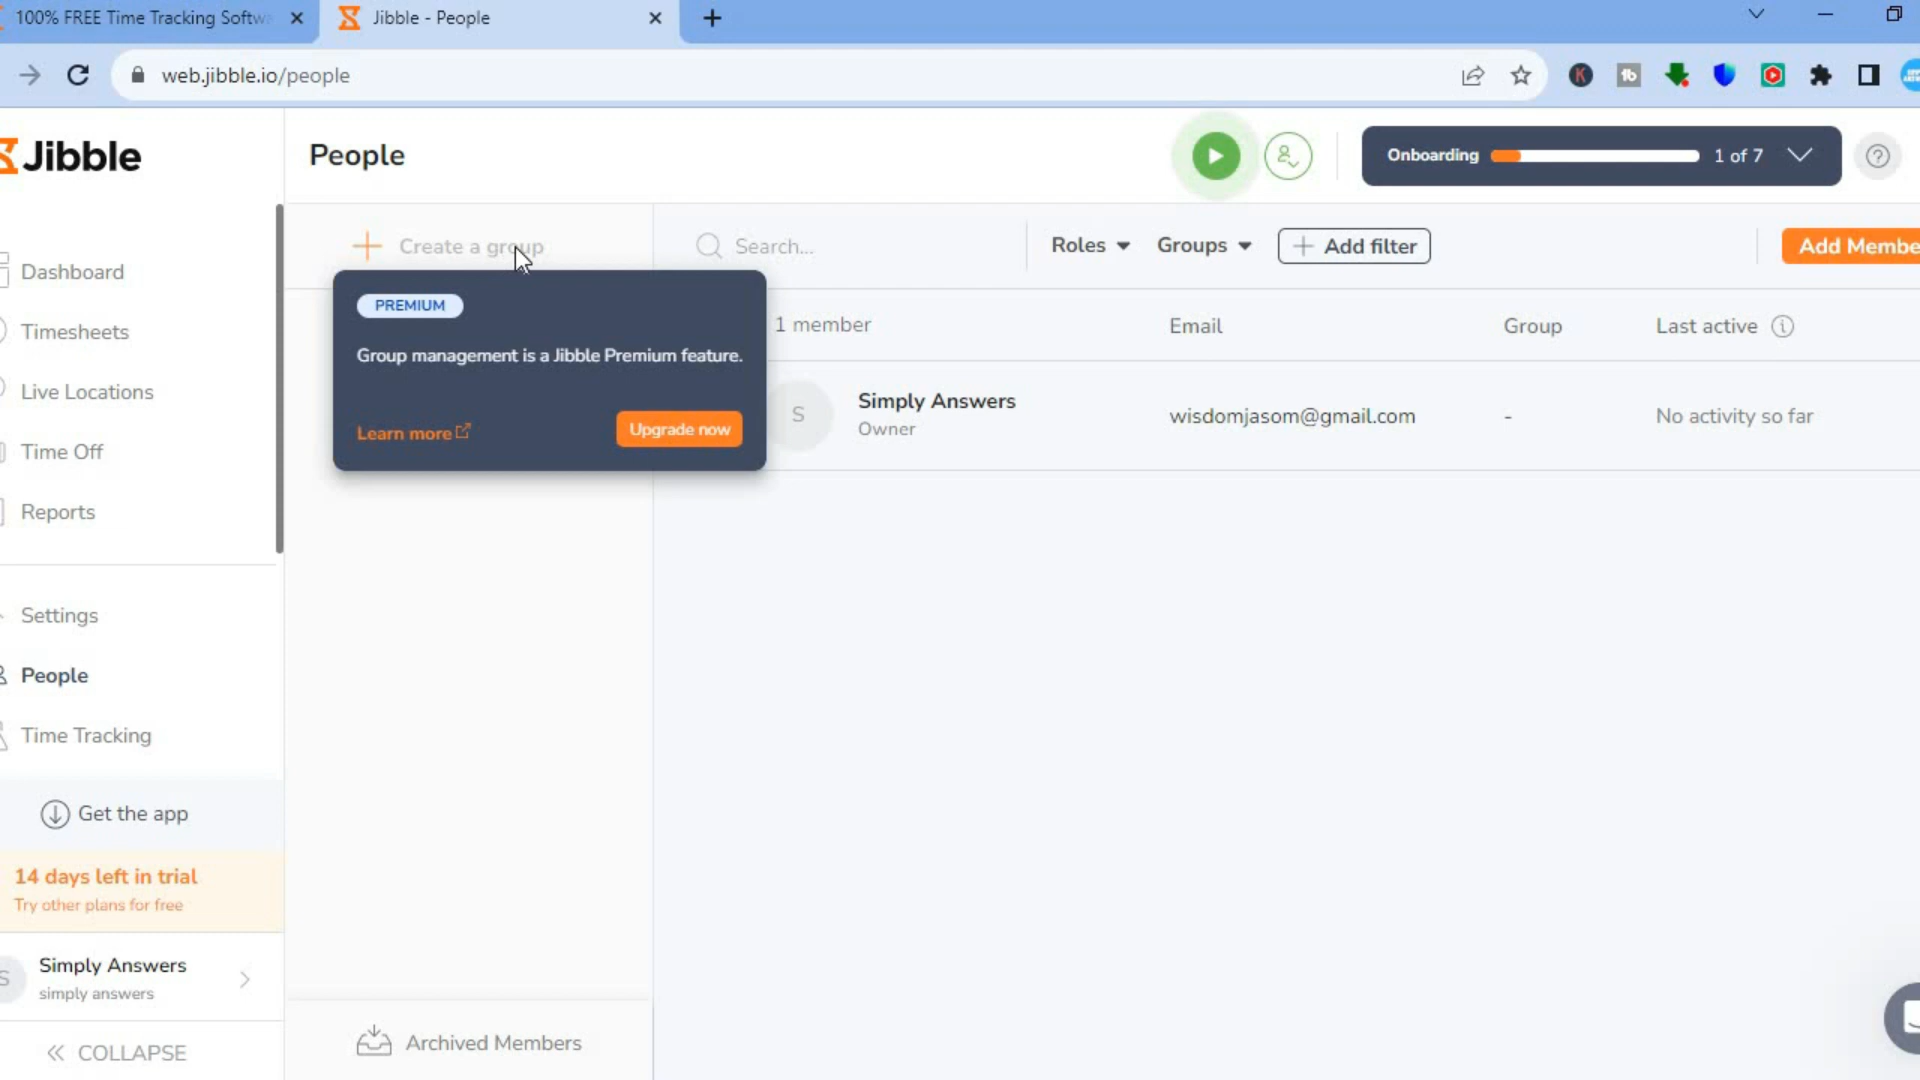 100% FREE Time Tracking Softw
Jibble - People
web.jibble.io/people
Jibble
People
Onboarding
1 of 7
Create a group
Search...
Roles
Groups
Add filter
Add Membe
Dashboard
Timesheets
Live Locations
Time Off
Reports
Settings
People
Time Tracking
Get the app
14 days left in trial
Try other plans for free
Simply Answers
simply answers
COLLAPSE
PREMIUM
Group management is a Jibble Premium feature.
Learn more
Upgrade now
1 member
Email
Group
Last active
S
Simply Answers
Owner
wisdomjasom@gmail.com
-
No activity so far
Archived Members